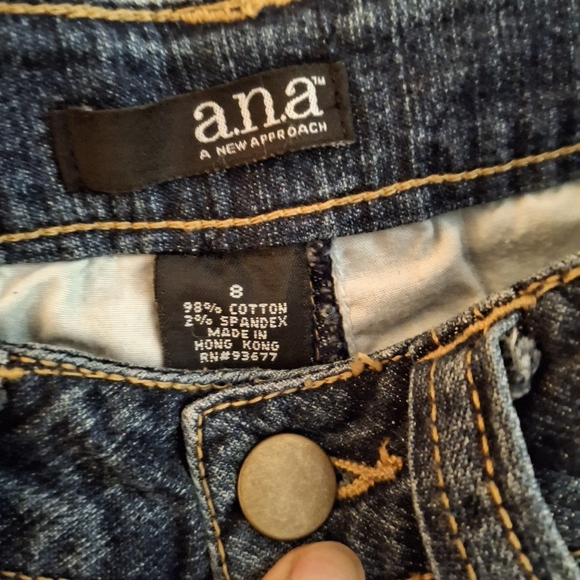 a.n.a™
A NEW APPROACH
8
98% COTTON
2% SPANDEX
MADE IN
HONG KONG
RN#93677